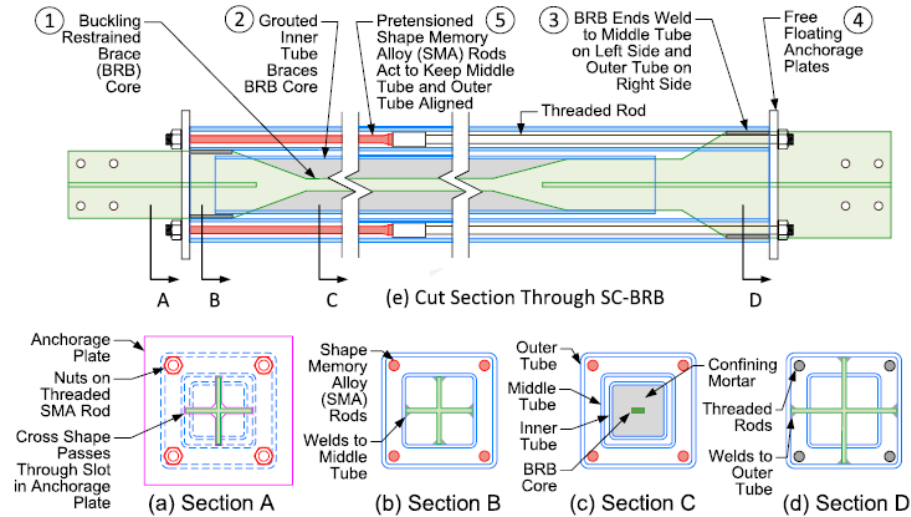 1
Buckling
Restrained
Brace
(BRB)
Core
2
Grouted
Inner
Tube
Braces
BRB Core
Pretensioned
Shape Memory
Alloy (SMA) Rods
Act to Keep Middle
Tube and Outer
Tube Aligned
5
Threaded Rod
3
BRB Ends Weld
to Middle Tube
on Left Side and
Outer Tube on
Right Side
Free
Floating
Anchorage
Plates
4
A
B
C
D
(e) Cut Section Through SC-BRB
Anchorage
Plate
Nuts on
Threaded
SMA Rod
Cross Shape
Passes
Through Slot
in Anchorage
Plate
(a) Section A
Shape
Memory
Alloy
(SMA)
Rods
Welds to
Middle
Tube
(b) Section B
Outer
Tube
Middle
Tube
Inner
Tube
BRB
Core
(c) Section C
Confining
Mortar
Threaded
Rods
Welds to
Outer
Tube
(d) Section D